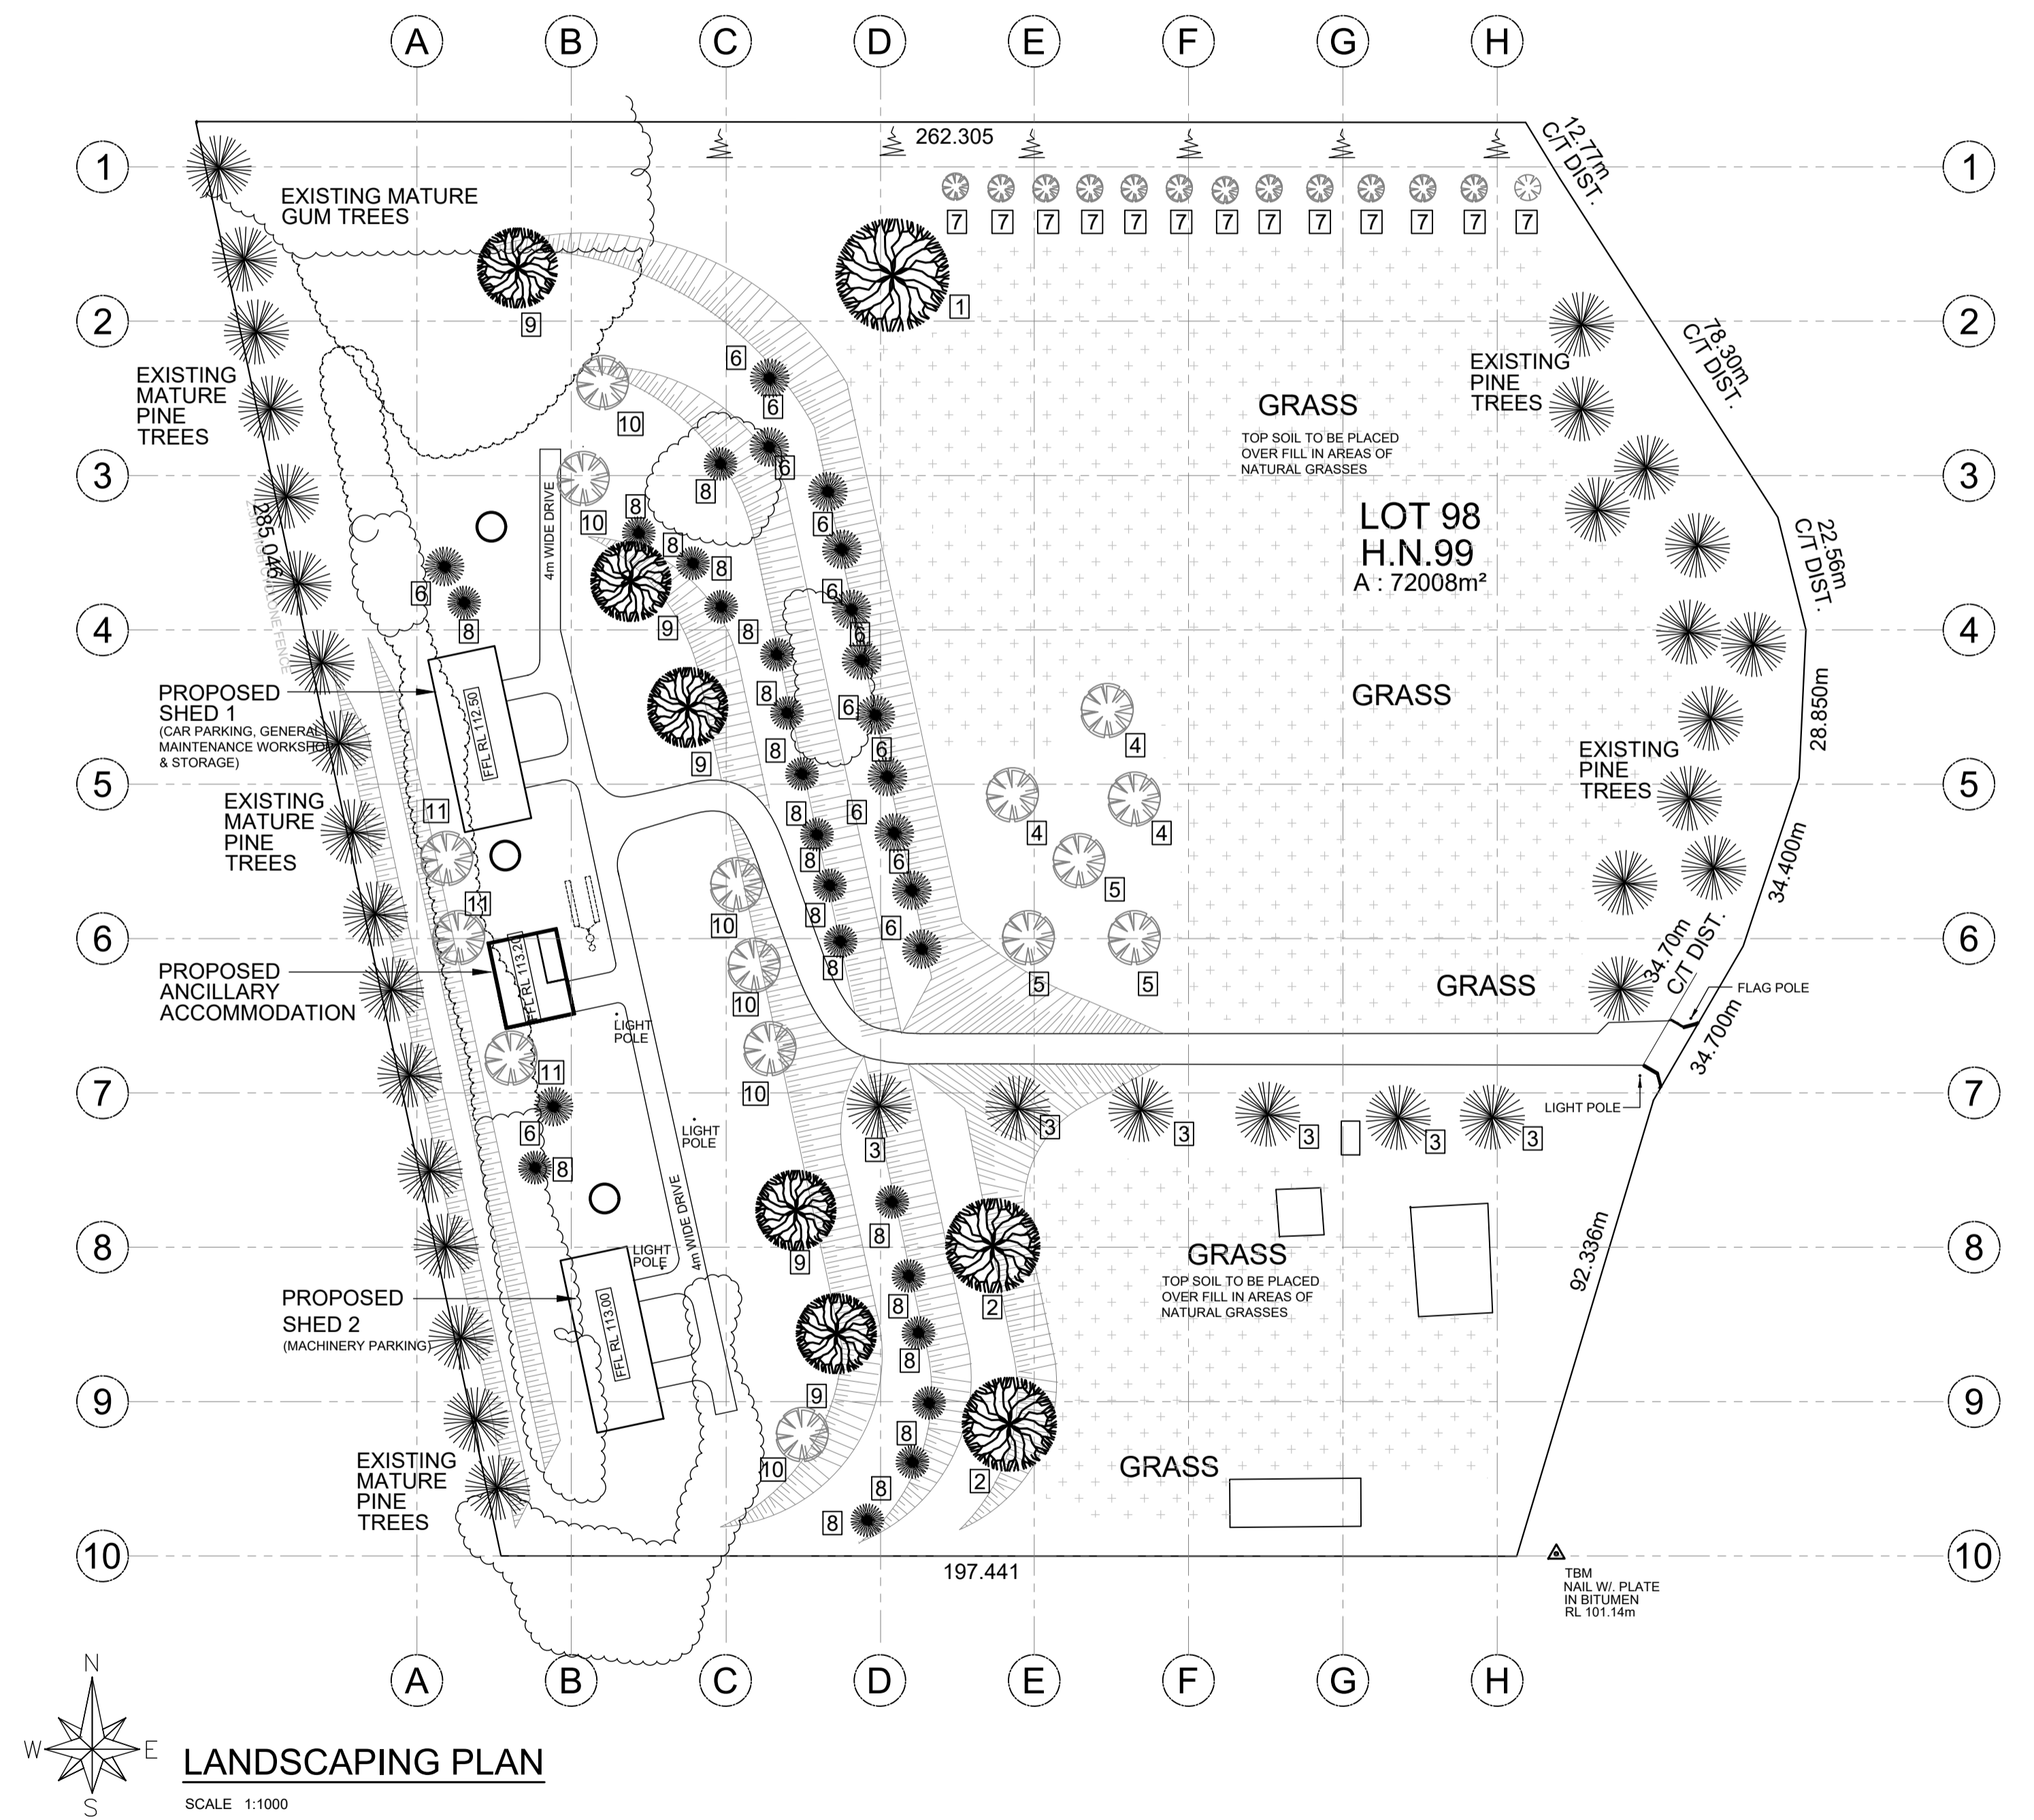 A B C D E F G H
262.305
12.77m
C/T DIST.
1 1
EXISTING MATURE
GUM TREES
7 7 7 7 7 7 7 7 7 7 7 7 7
1
2 2
9
78.30m
C/T DIST.
6
EXISTING
MATURE
PINE
TREES
EXISTING
PINE
TREES
6
10
GRASS
TOP SOIL TO BE PLACED
OVER FILL IN AREAS OF
NATURAL GRASSES
6
3 3
8
4m WIDE DRIVE
285.046
8
10
6
LOT 98
H.N.99
A : 72008m²
22.56m
C/T DIST.
8
8
6
6
8
9
8
6
4 4
PROPOSED
SHED 1
(CAR PARKING, GENERAL
MAINTENANCE WORKSHOP
& STORAGE)
FFL RL 112.50
8
6
GRASS
28.850m
9
8
6
4
EXISTING
PINE
TREES
5 5
EXISTING
MATURE
PINE
TREES
11
8
6
4
4
8
6
34.400m
11
5
10
8
6
6 6
8
PROPOSED
ANCILLARY
ACCOMMODATION
FFL RL 113.20
34.70m
C/T DIST.
5
5
GRASS
FLAG POLE
10
LIGHT
POLE
34.700m
11
10
7 7
LIGHT POLE
6
LIGHT
POLE
3
3
3
3
3
3
8
4m WIDE DRIVE
8
8 8
LIGHT
POLE
9
GRASS
TOP SOIL TO BE PLACED
OVER FILL IN AREAS OF
NATURAL GRASSES
92.336m
PROPOSED
SHED 2
(MACHINERY PARKING)
FFL RL 113.00
8
2
8
9 9
9
8
EXISTING
MATURE
PINE
TREES
10
8
2
GRASS
8
10 10
197.441
TBM
NAIL W/. PLATE
IN BITUMEN
RL 101.14m
A B C D E F G H
N
W E
S
LANDSCAPING PLAN
SCALE 1:1000